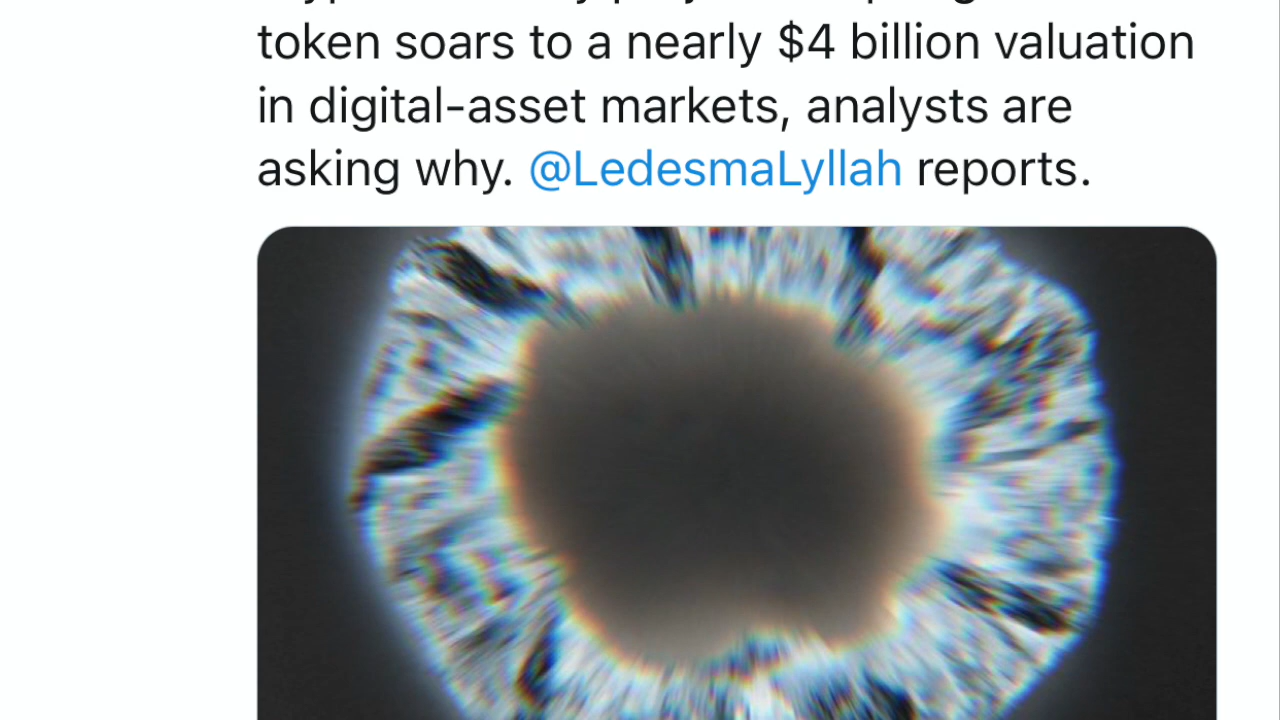 token soars to a nearly $4 billion valuation
in digital-asset markets, analysts are
asking why. @LedesmaLyllah reports.